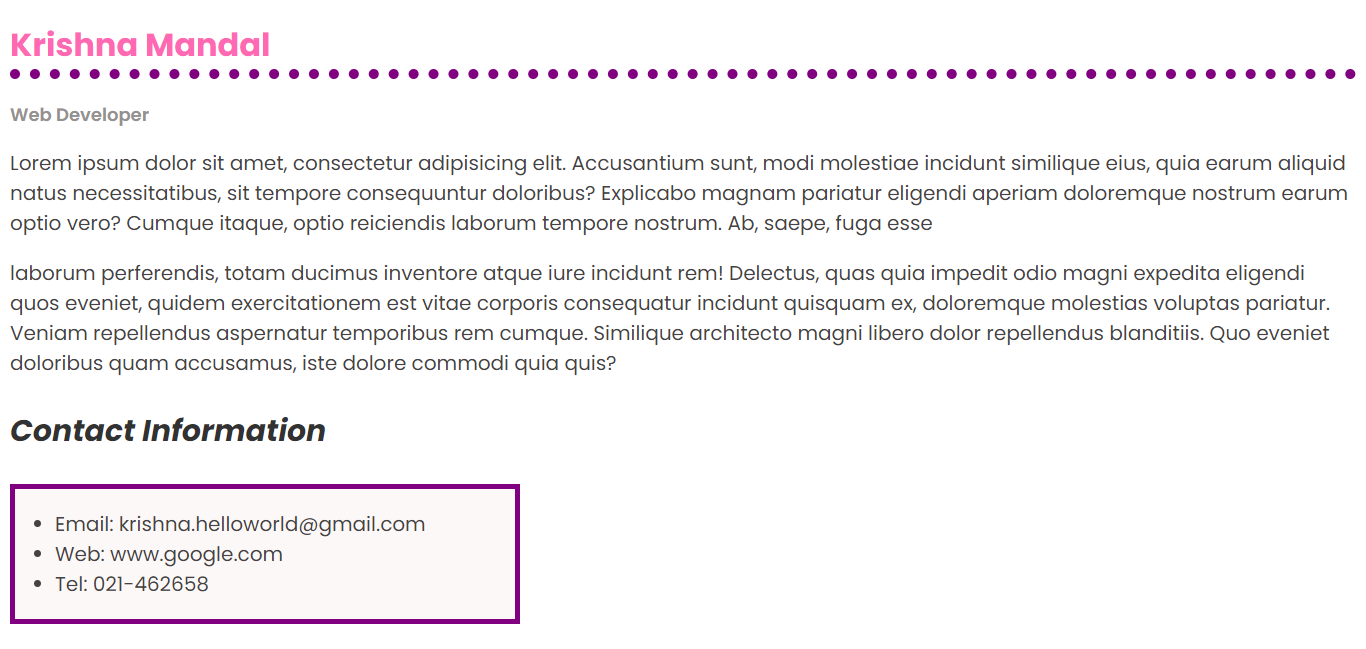 Krishna Mandal
Web Developer
Lorem ipsum dolor sit amet, consectetur adipisicing elit. Accusantium sunt, modi molestiae incidunt similique eius, quia earum aliquid
natus necessitatibus, sit tempore consequuntur doloribus? Explicabo magnam pariatur eligendi aperiam doloremque nostrum earum
optio vero? Cumque itaque, optio reiciendis laborum tempore nostrum. Ab, saepe, fuga esse
laborum perferendis, totam ducimus inventore atque iure incidunt rem! Delectus, quas quia impedit odio magni expedita eligendi
quos eveniet, quidem exercitationem est vitae corporis consequatur incidunt quisquam ex, doloremque molestias voluptas pariatur.
Veniam repellendus aspernatur temporibus rem cumque. Similique architecto magni libero dolor repellendus blanditiis. Quo eveniet
doloribus quam accusamus, iste dolore commodi quia quis?
Contact Information
• Email: krishna.helloworld@gmail.com
• Web: www.google.com
• Tel: 021-462658